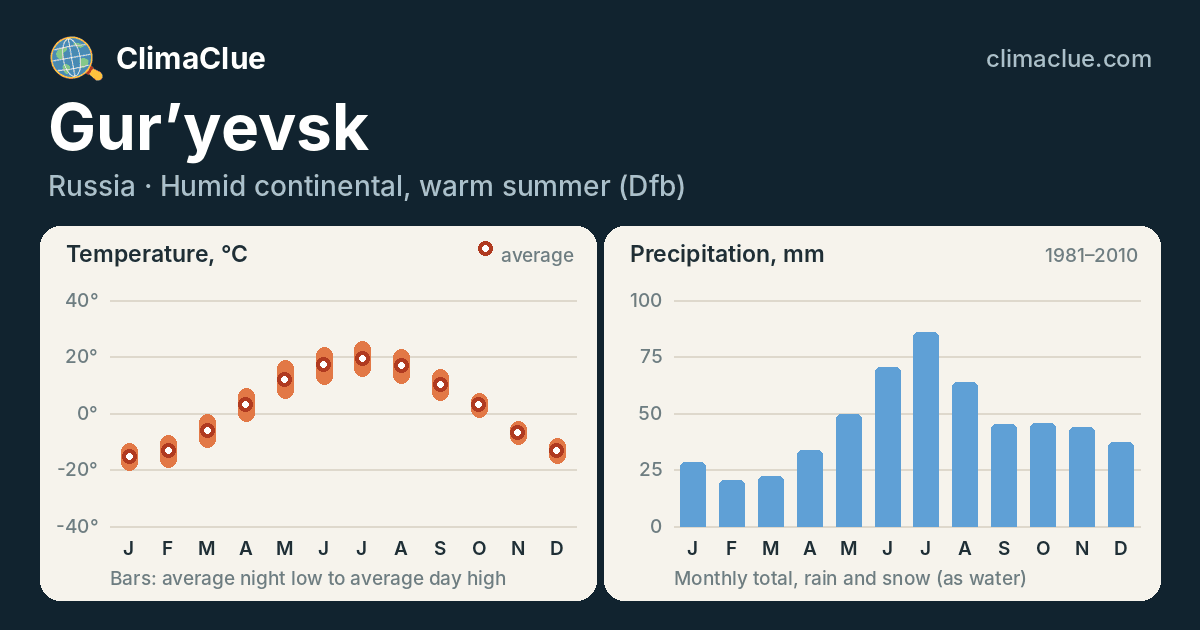 ClimaClue
climaclue.com
Gur’yevsk
Russia · Humid continental, warm summer (Dfb)
Temperature, °C
average
40°
20°
0°
-20°
-40°
J F M A M J J A S O N D
Bars: average night low to average day high
Precipitation, mm
1981–2010
100
75
50
25
0
J F M A M J J A S O N D
Monthly total, rain and snow (as water)